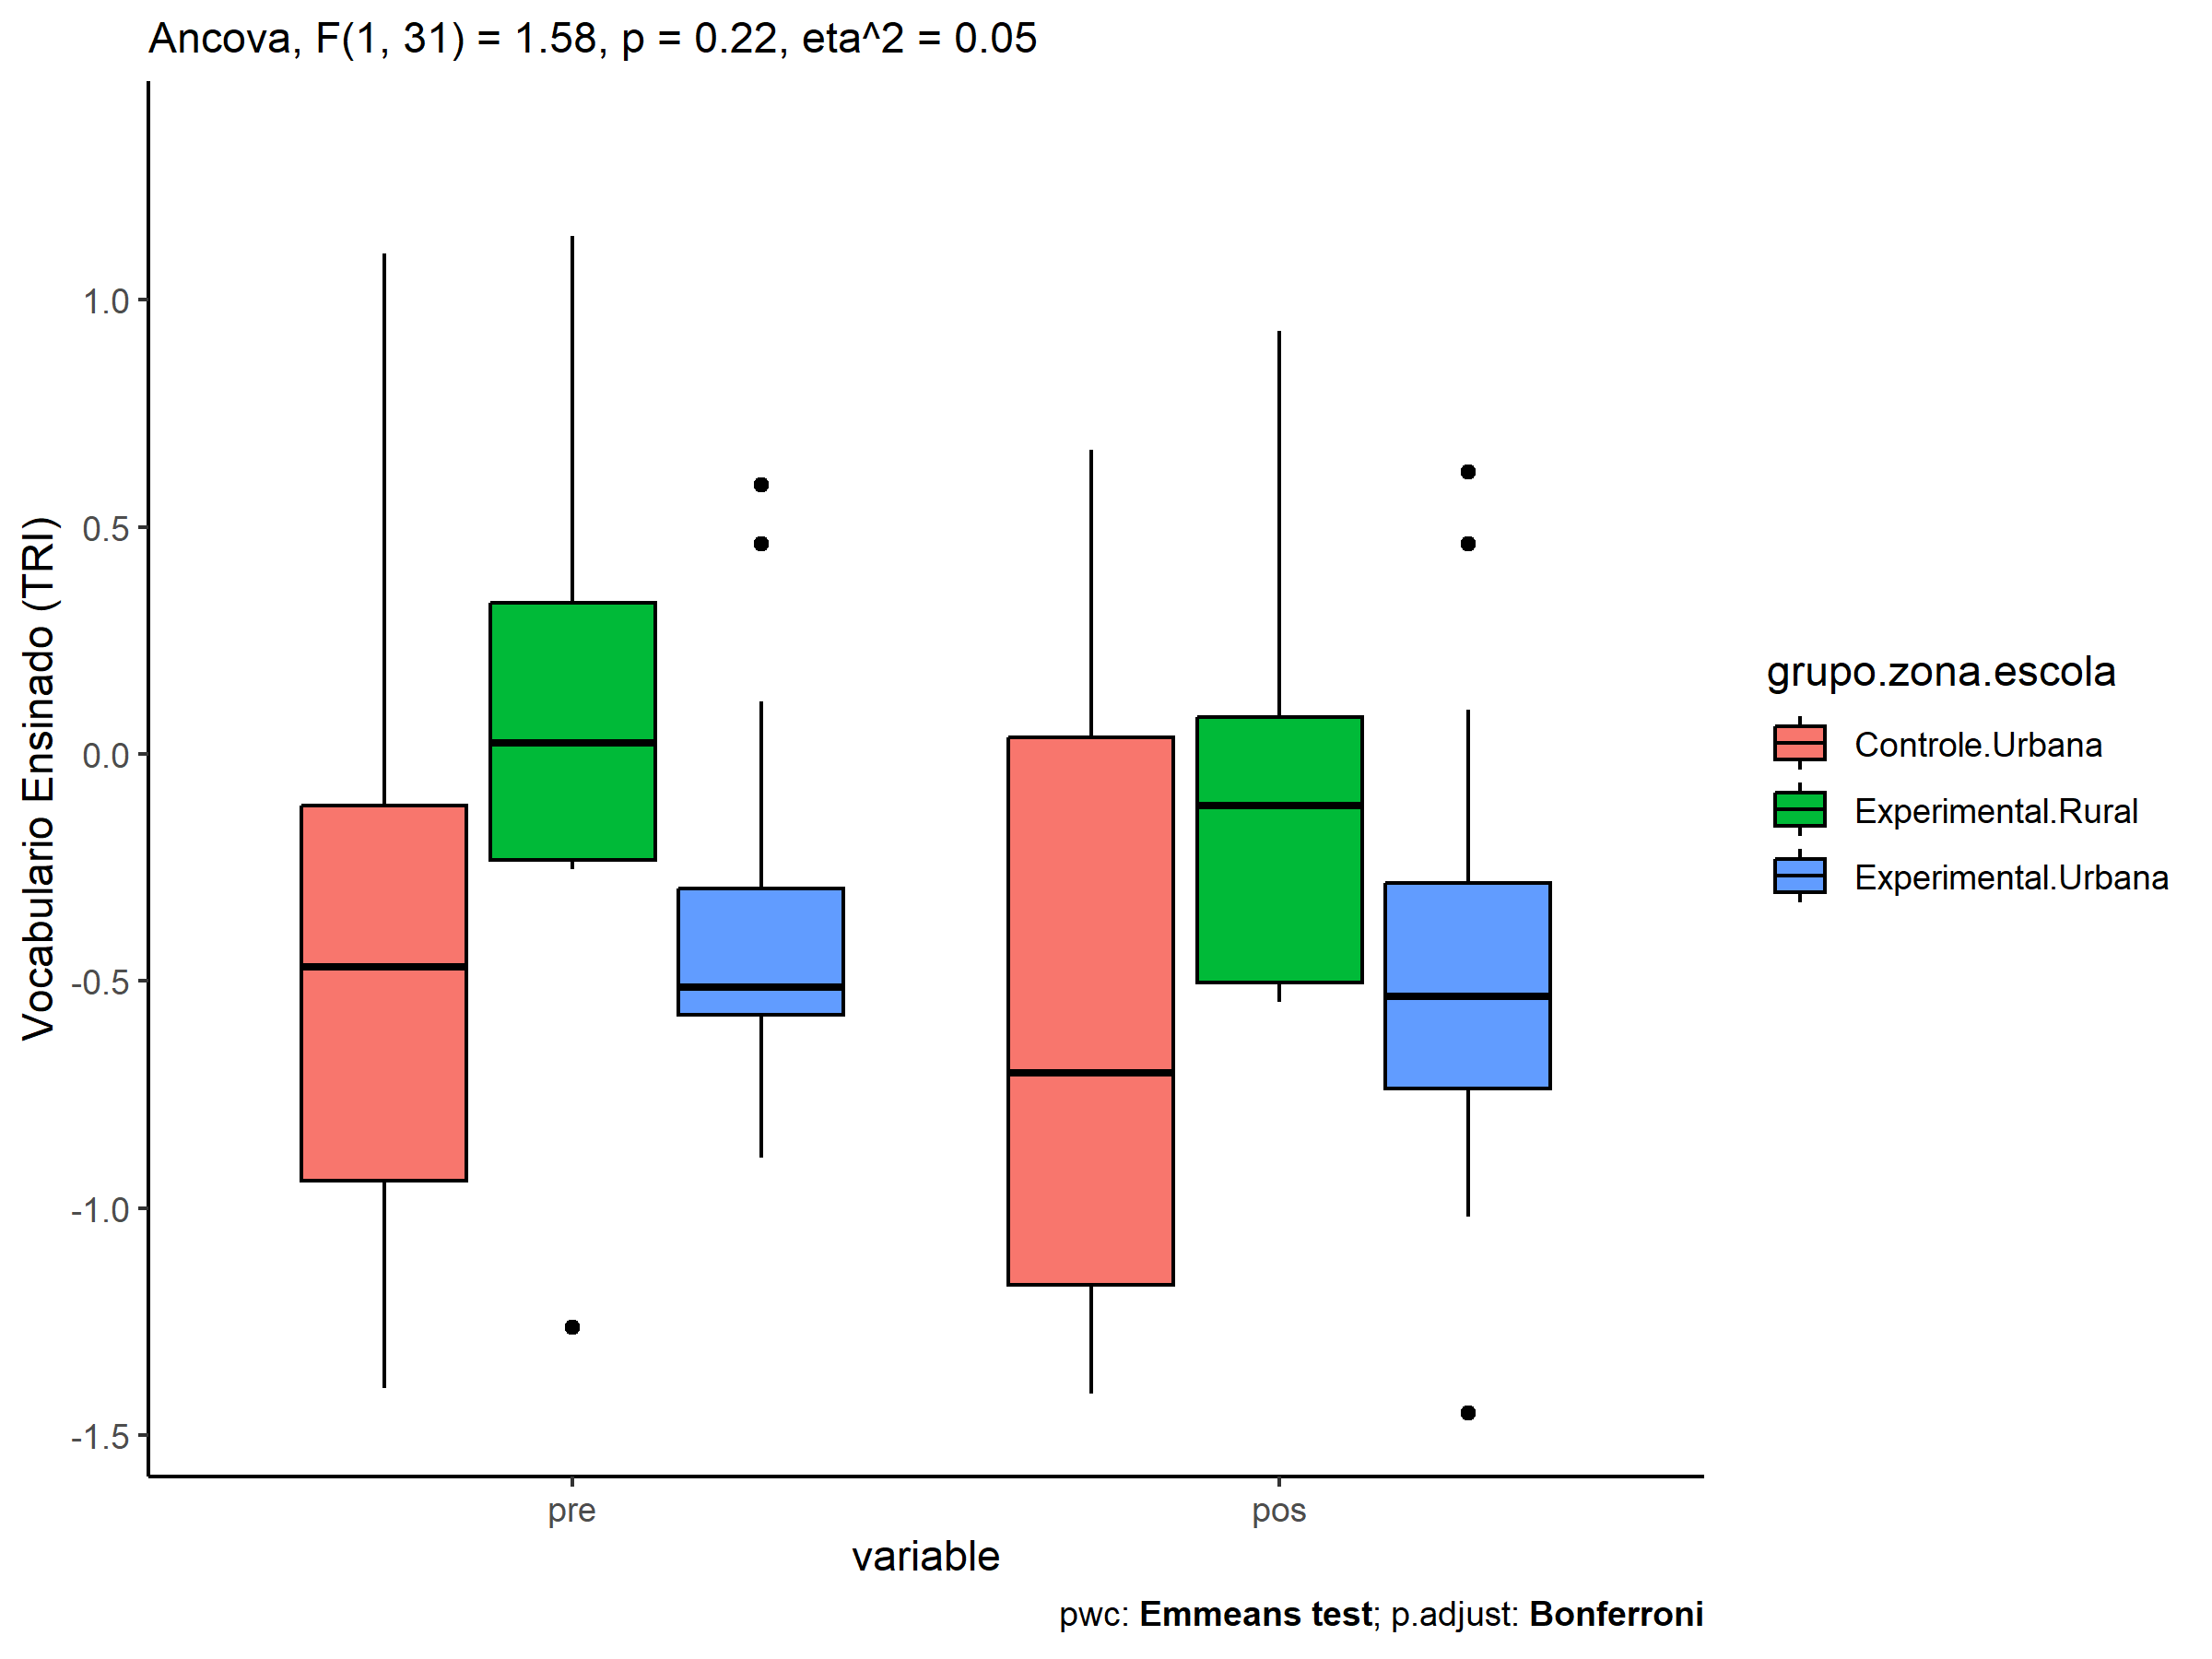 Ancova, F(1, 31) = 1.58, p = 0.22, eta^2 = 0.05
Vocabulario Ensinado (TRI)
1.0
0.5
0.0
-0.5
-1.0
-1.5
pre
pos
variable
grupo.zona.escola
Controle.Urbana
Experimental.Rural
Experimental.Urbana
pwc: Emmeans test; p.adjust: Bonferroni